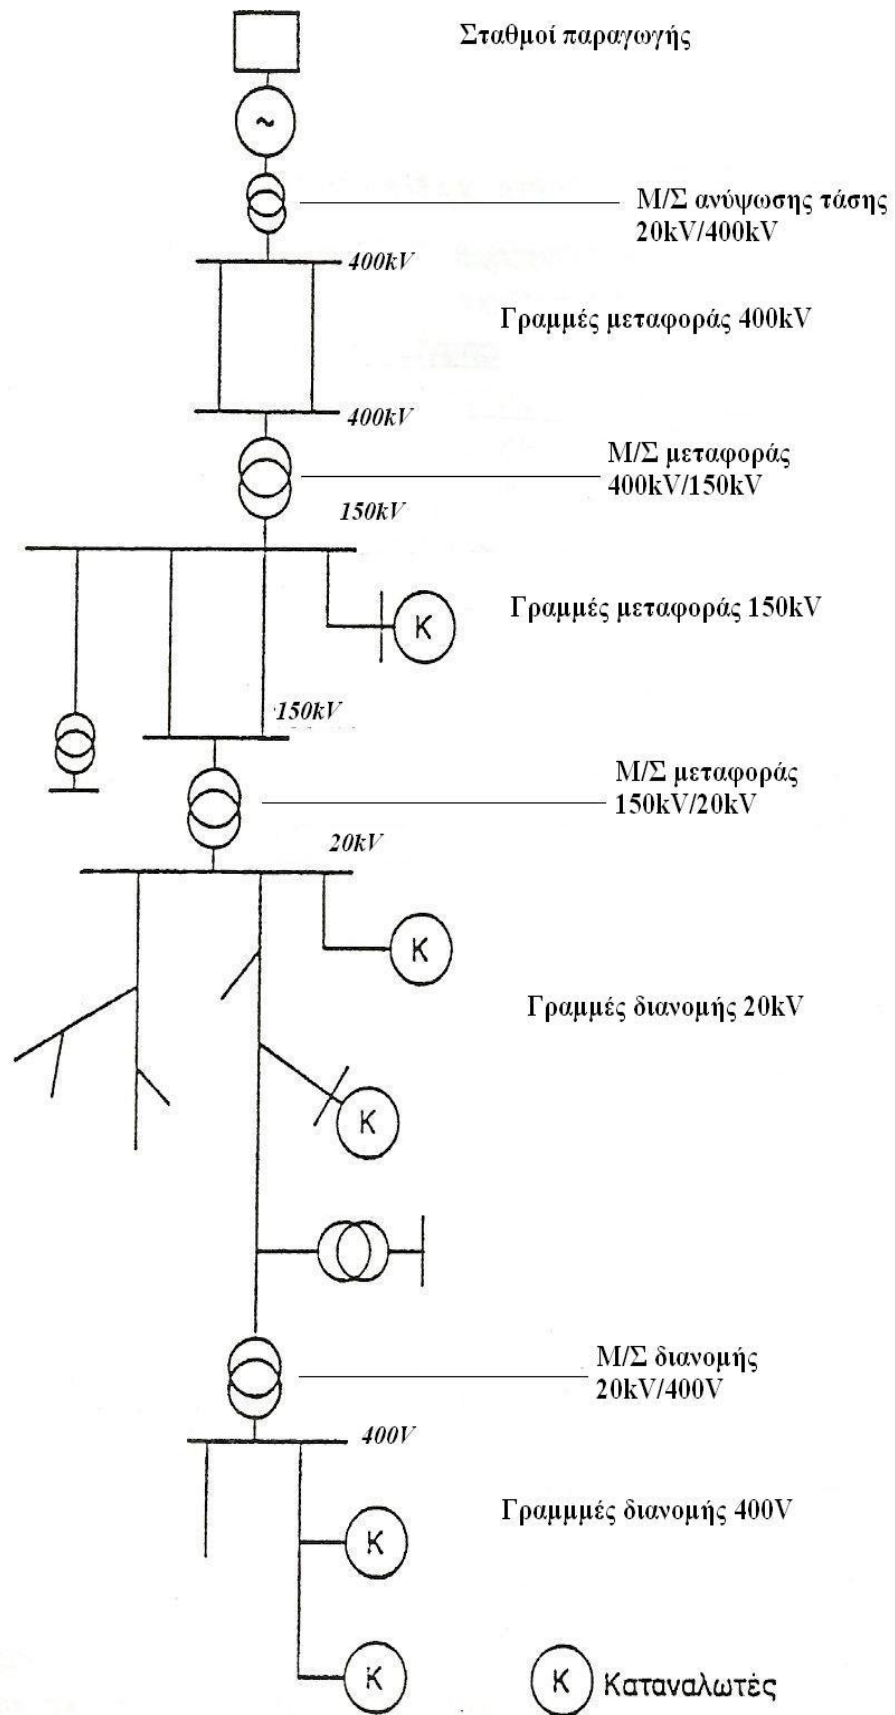 Σταθμοί παραγωγής
~
Μ/Σ ανύψωσης τάσης
20kV/400kV
400kV
Γραμμές μεταφοράς 400kV
400kV
Μ/Σ μεταφοράς
400kV/150kV
150kV
Γραμμές μεταφοράς 150kV
K
150kV
Μ/Σ μεταφοράς
150kV/20kV
20kV
K
Γραμμές διανομής 20kV
K
Μ/Σ διανομής
20kV/400V
400V
Γραμμμές διανομής 400V
K
K
K Καταναλωτές